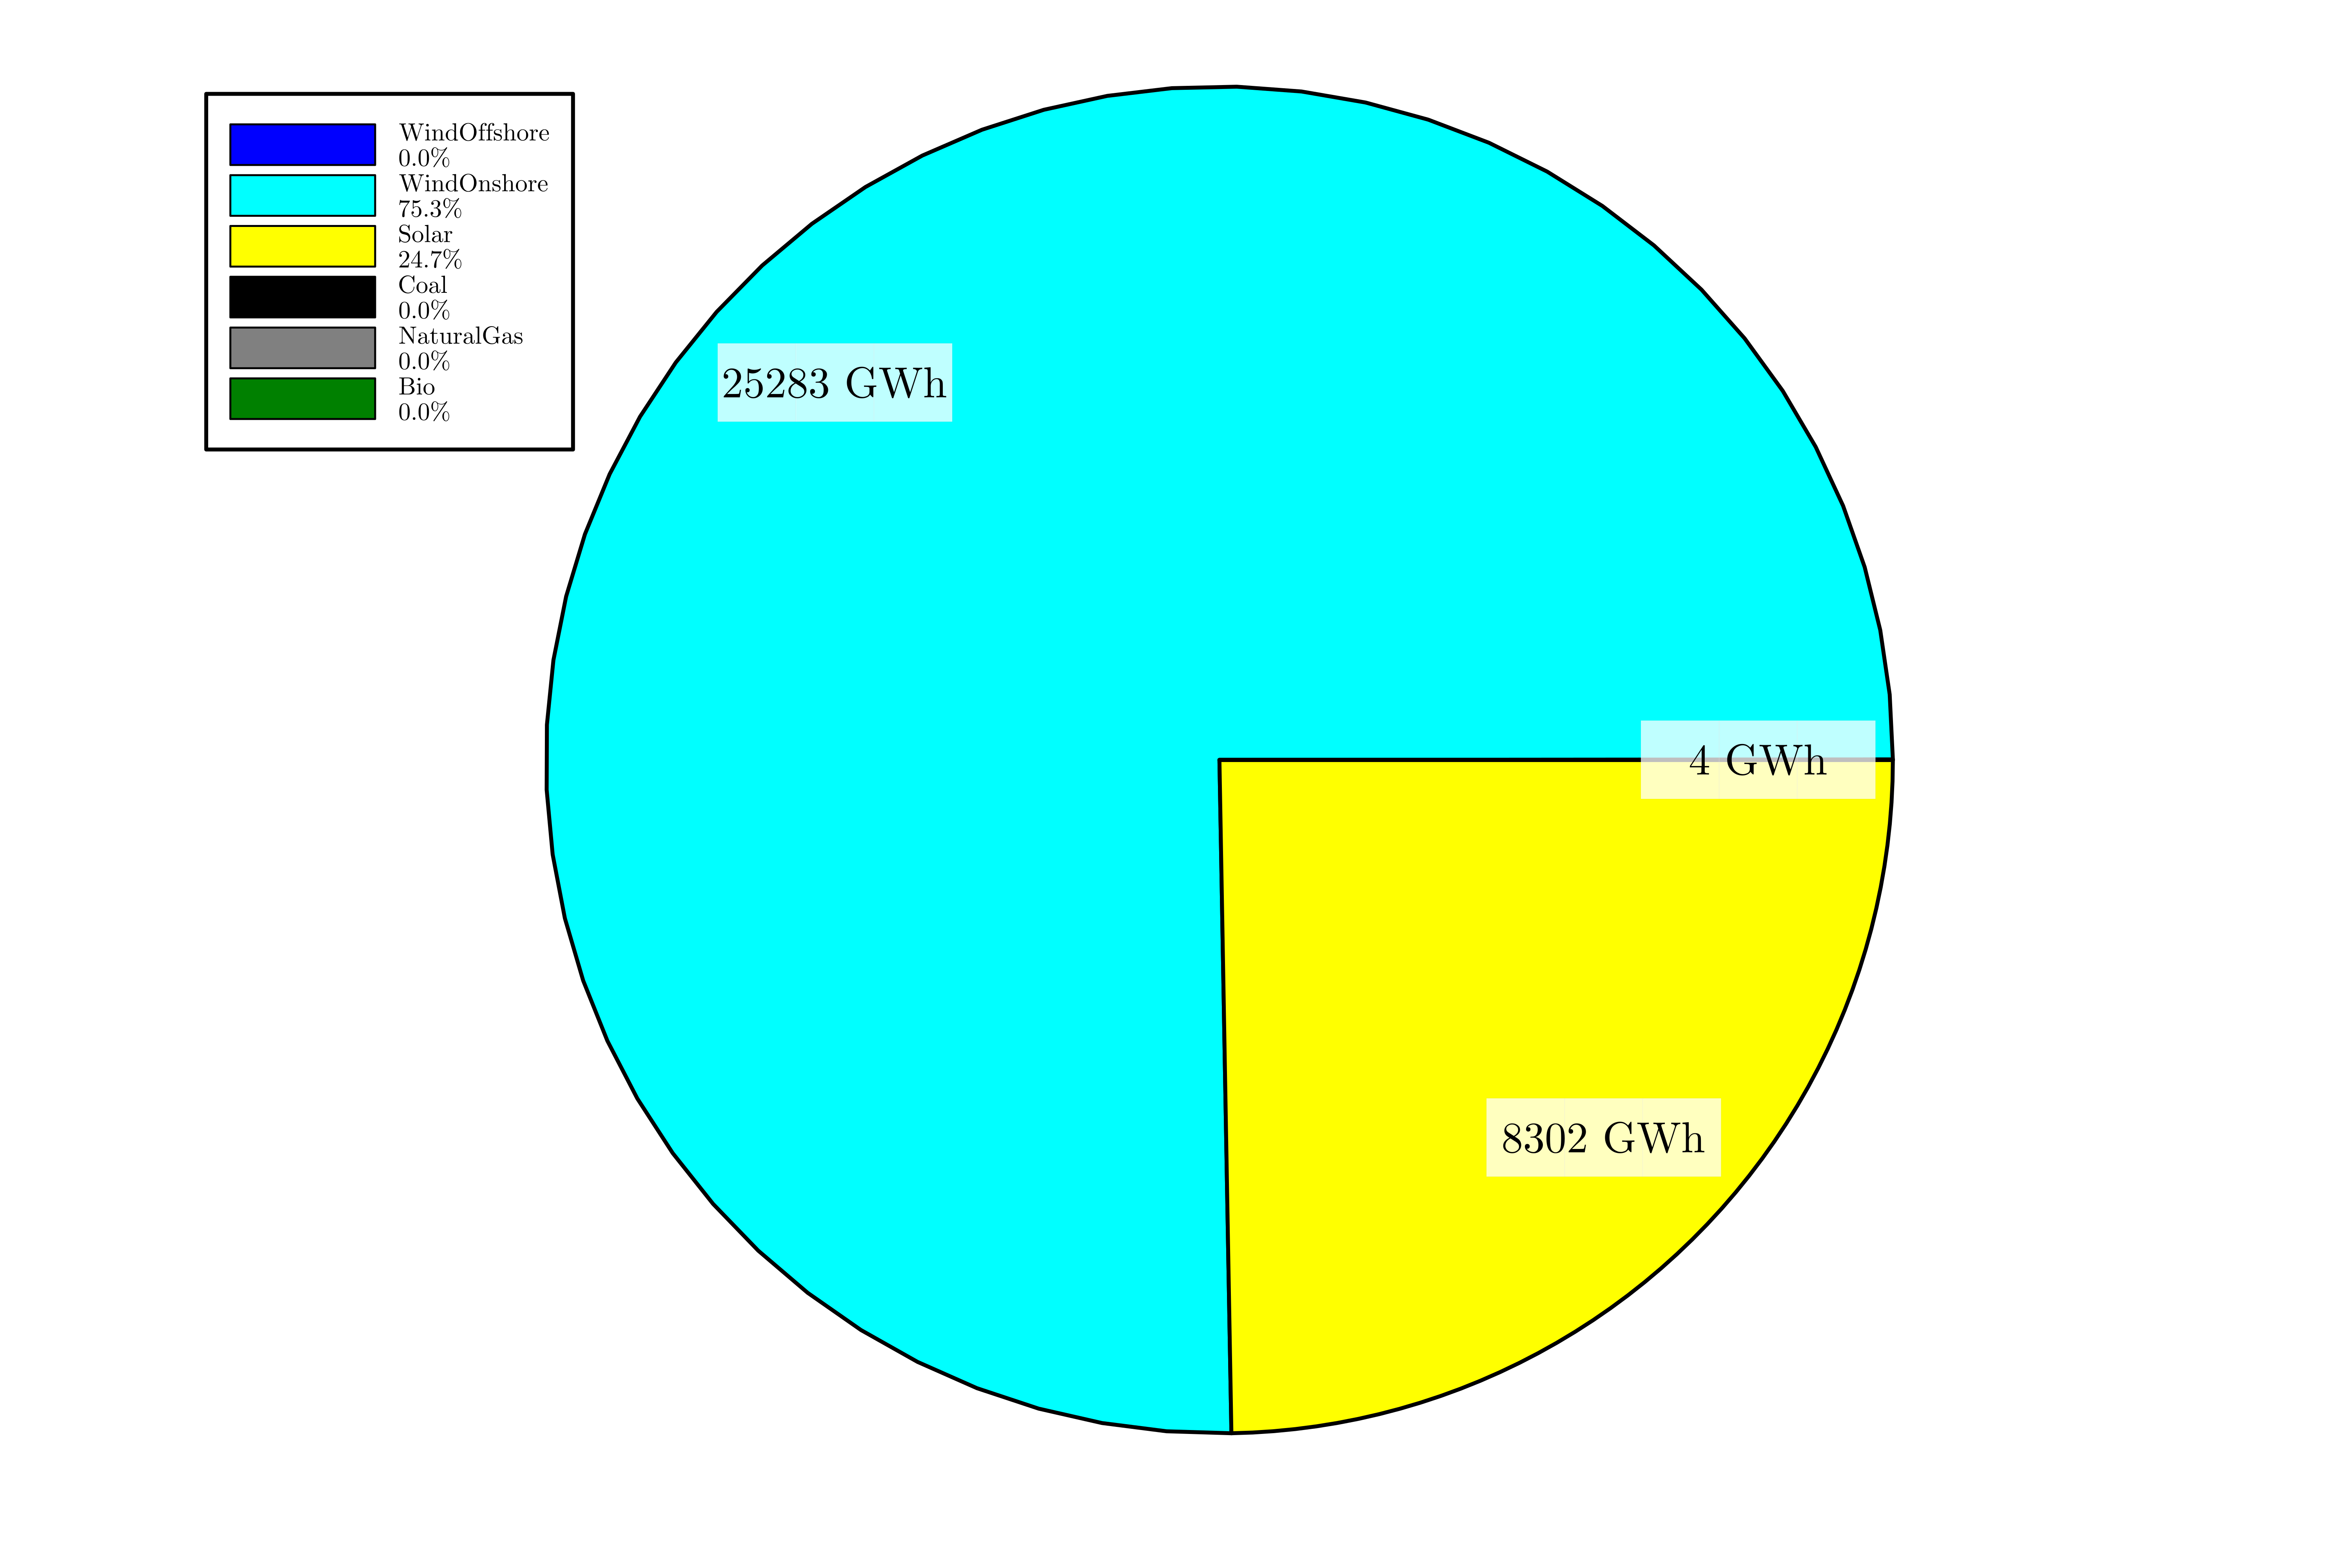 WindOffshore
0.0%
WindOnshore
75.3%
Solar
24.7%
Coal
0.0%
NaturalGas
0.0%
Bio
0.0%
25283 GWh
4 GWh
8302 GWh